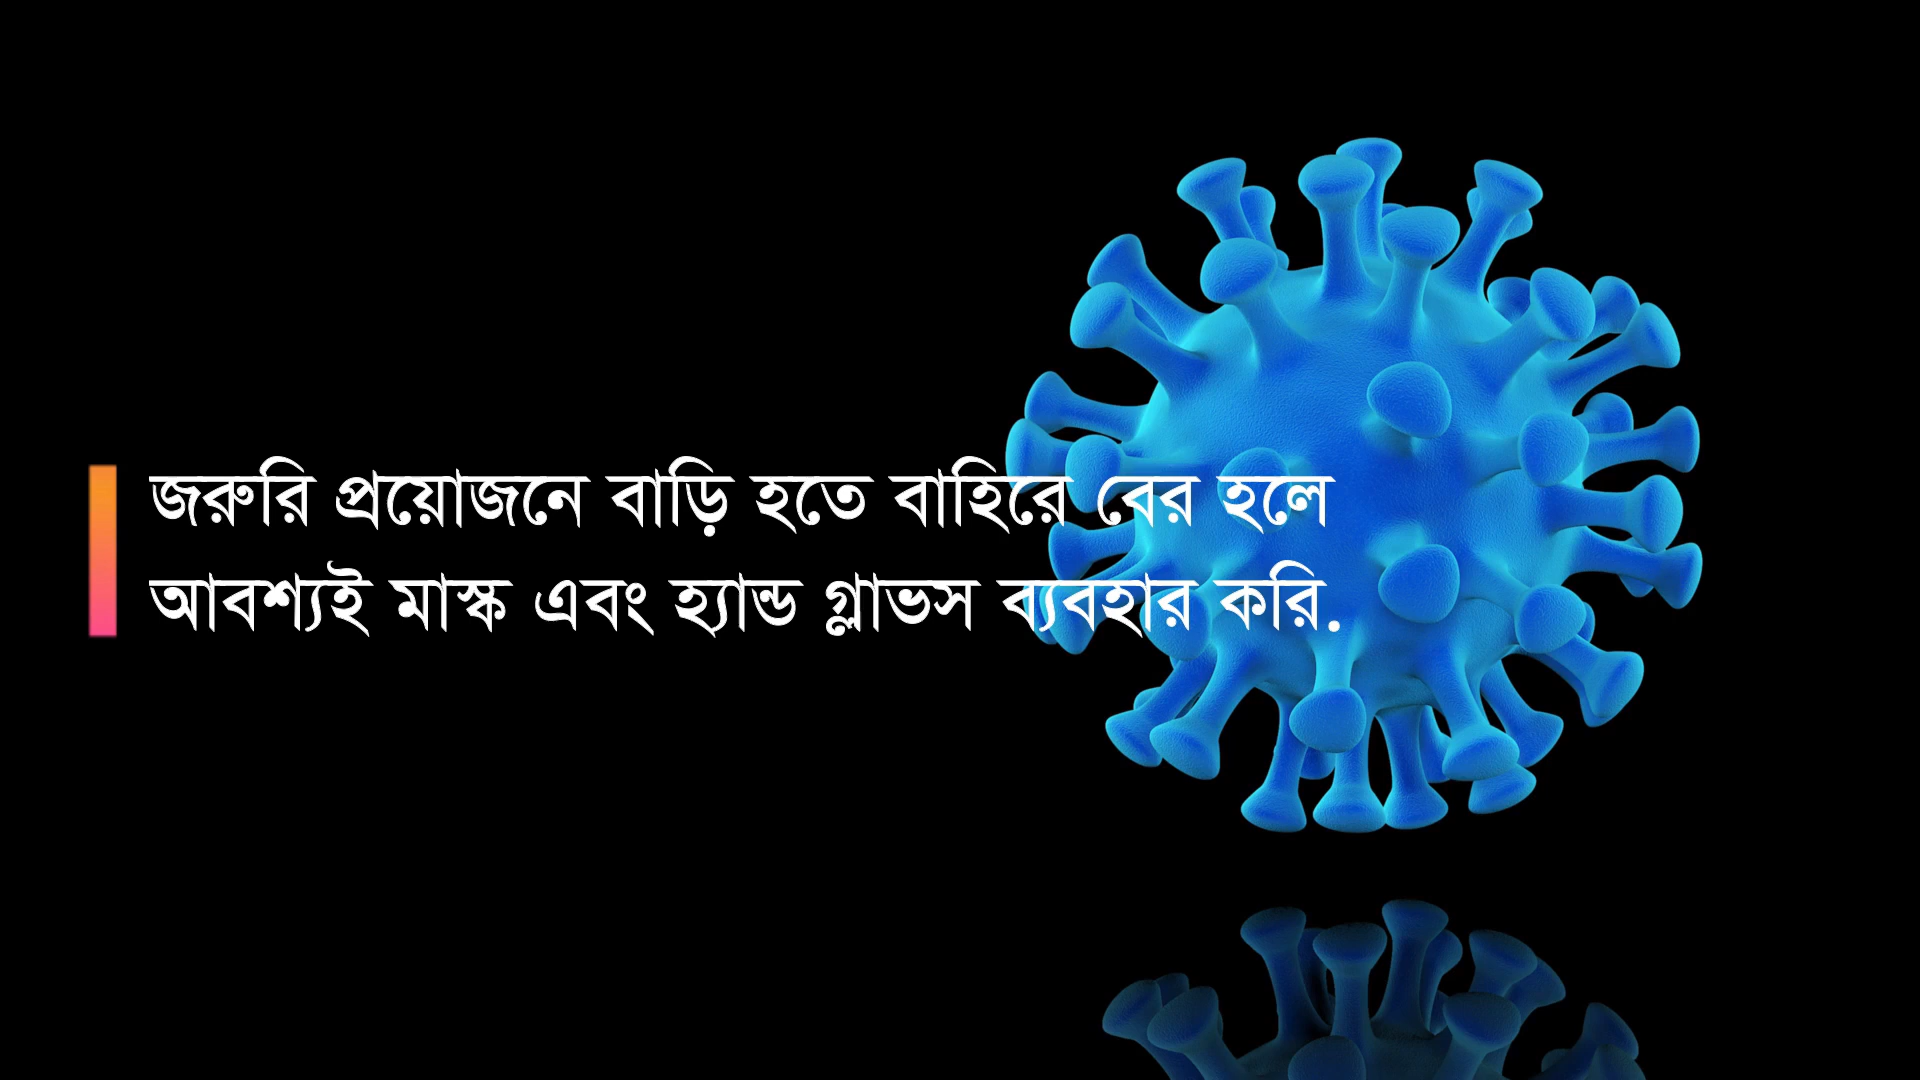 জরুরি প্রয়োজনে বাড়ি হতে বাহিরে বের হলে
আবশ্যই মাস্ক এবং হ্যান্ড গ্লাভস ব্যবহার করি.